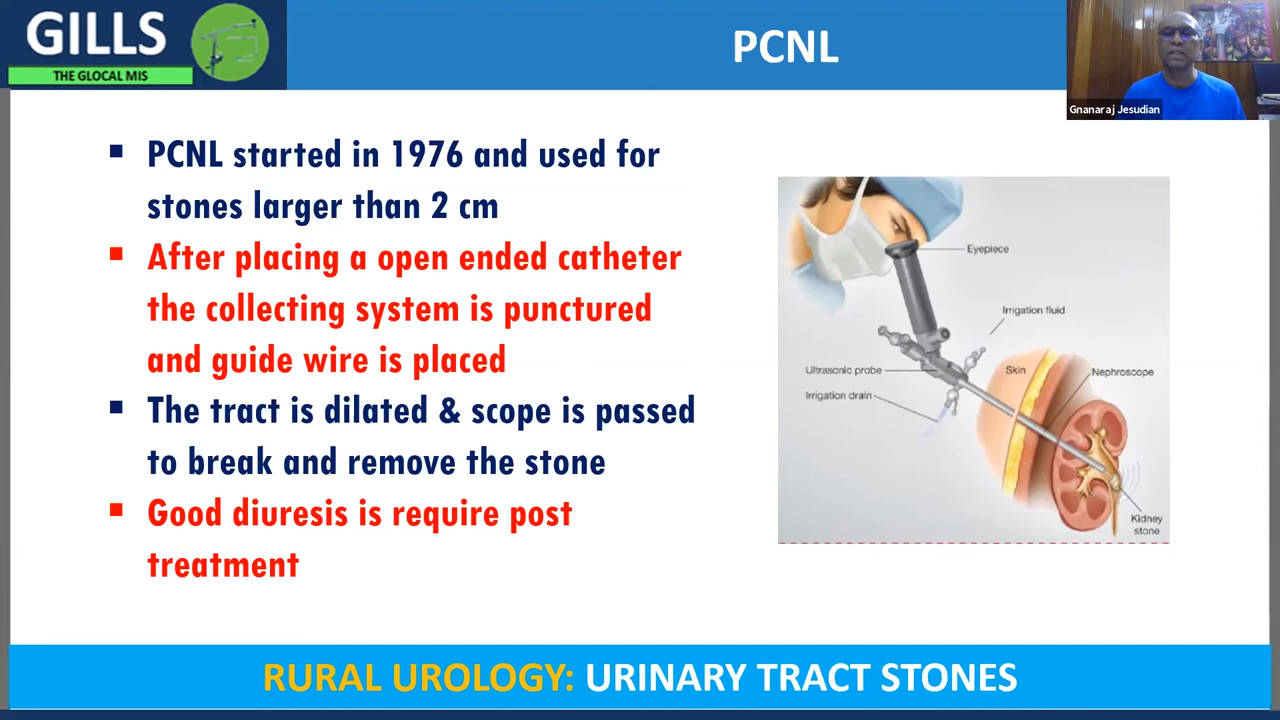 GILLS
THE GLOCAL MIS
PCNL
Gnanaraj Jesudian
PCNL started in 1976 and used for
stones larger than 2 cm
After placing a open ended catheter
the collecting system is punctured
and guide wire is placed
The tract is dilated & scope is passed
to break and remove the stone
Good diuresis is require post
treatment
Eyepiece
Irrigation fluid
Ultrasonic probe
Skin
Nephroscope
Irrigation drain
Kidney
stone
RURAL UROLOGY: URINARY TRACT STONES